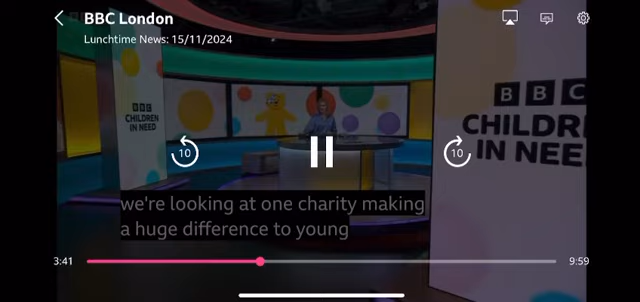 BBC London
Lunchtime News: 15/11/2024
BBC
CHILDREN
IN NEED
BBC
CHILDR
IN NEE
10
10
we're looking at one charity making
a huge difference to young
3:41
9:59